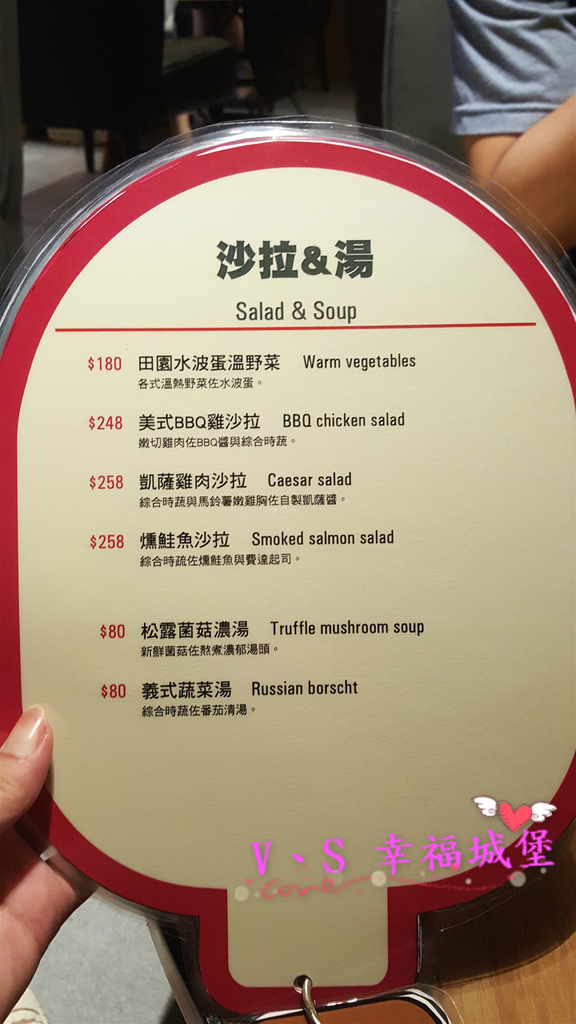 沙拉&湯
Salad & Soup
$180 田園水波蛋溫野菜 Warm vegetables
各式溫熱野菜佐水波蛋。
$248 美式BBQ雞沙拉 BBQ chicken salad
嫩切雞肉佐BBQ醬與綜合時蔬。
$258 凱薩雞肉沙拉 Caesar salad
綜合時蔬與馬鈴薯嫩雞胸佐自製凱薩醬。
$258 燻鮭魚沙拉 Smoked salmon salad
綜合時疏佐燻鮭魚與費達起司。
$80 松露菌菇濃湯 Truffle mushroom soup
新鮮菌菇佐熬煮濃郁湯頭。
$80 義式蔬菜湯 Russian borscht
綜合時蔬佐番茄清湯。
V、S 幸福城堡